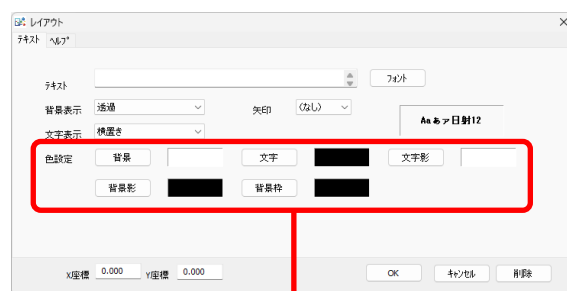 レイアウト
テキスト ヘルプ
テキスト フォント
背景表示 透過 矢印 (なし) Aaあァ日射12
文字表示 横置き
色設定 背景 文字 文字影
背景影 背景枠
X座標 0.000 Y座標 0.000 OK キャンセル 削除